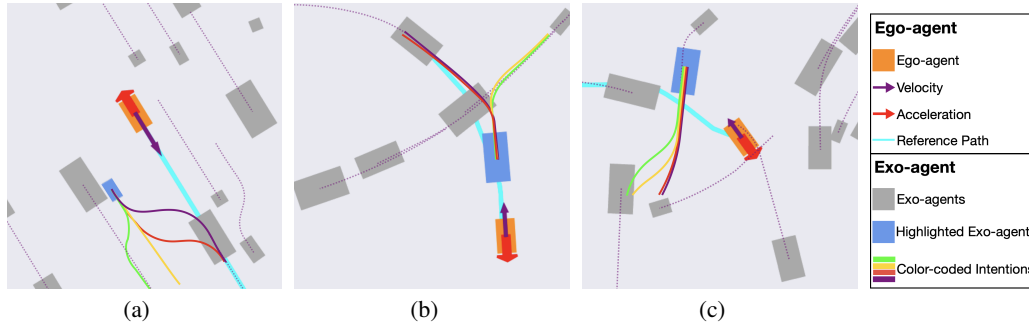 Ego-agent
Ego-agent
Velocity
Acceleration
Reference Path
Exo-agent
Exo-agents
Highlighted Exo-agent
Color-coded Intentions
(a)
(b)
(c)